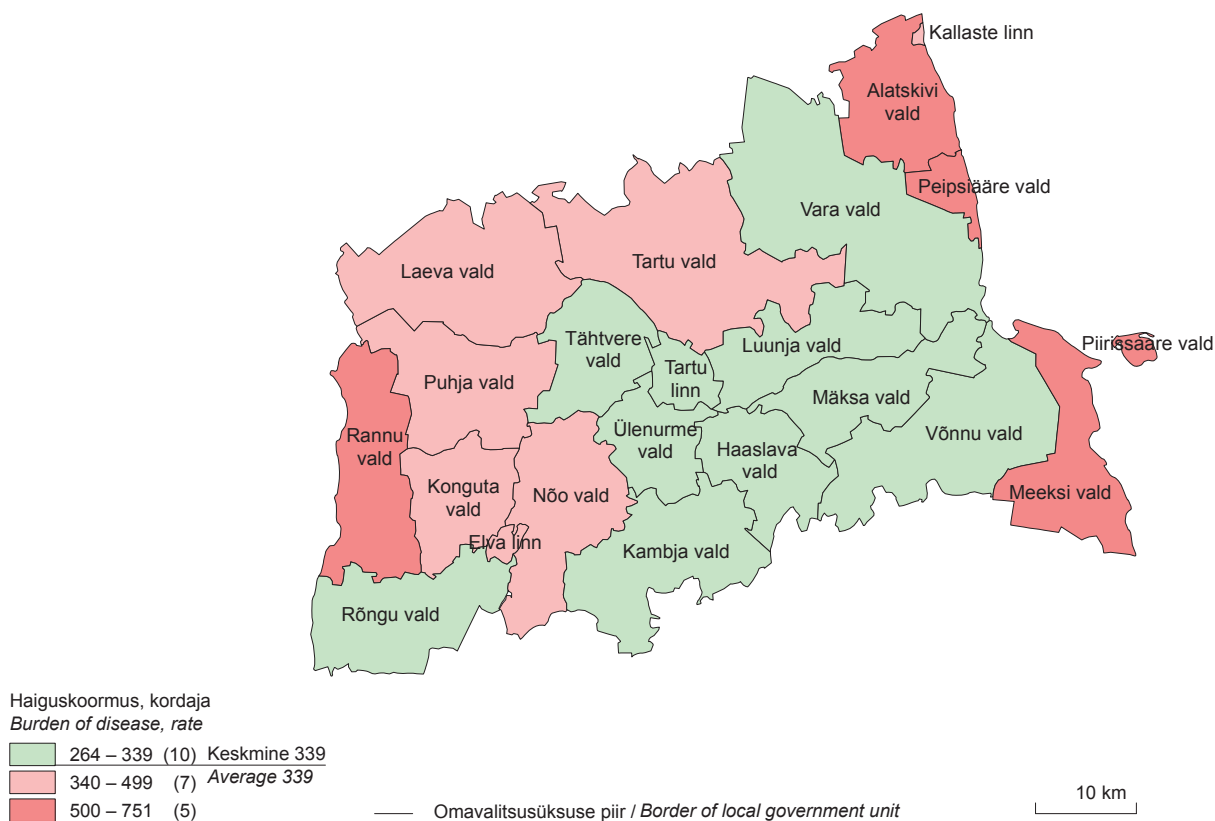 Kallaste linn
Alatskivi
vald
Peipsiääre vald
Vara vald
Tartu vald
Laeva vald
Tähtvere
vald
Luunja vald
Piirissaare vald
Tartu
linn
Puhja vald
Mäksa vald
Rannu
vald
Ülenurme
vald
Võnnu vald
Haaslava
vald
Konguta
vald
Nõo vald
Meeksi vald
Elva linn
Kambja vald
Rõngu vald
Haiguskoormus, kordaja
Burden of disease, rate
264 – 339 (10) Keskmine 339
340 – 499 (7) Average 339
500 – 751 (5)
Omavalitsusüksuse piir / Border of local government unit
10 km